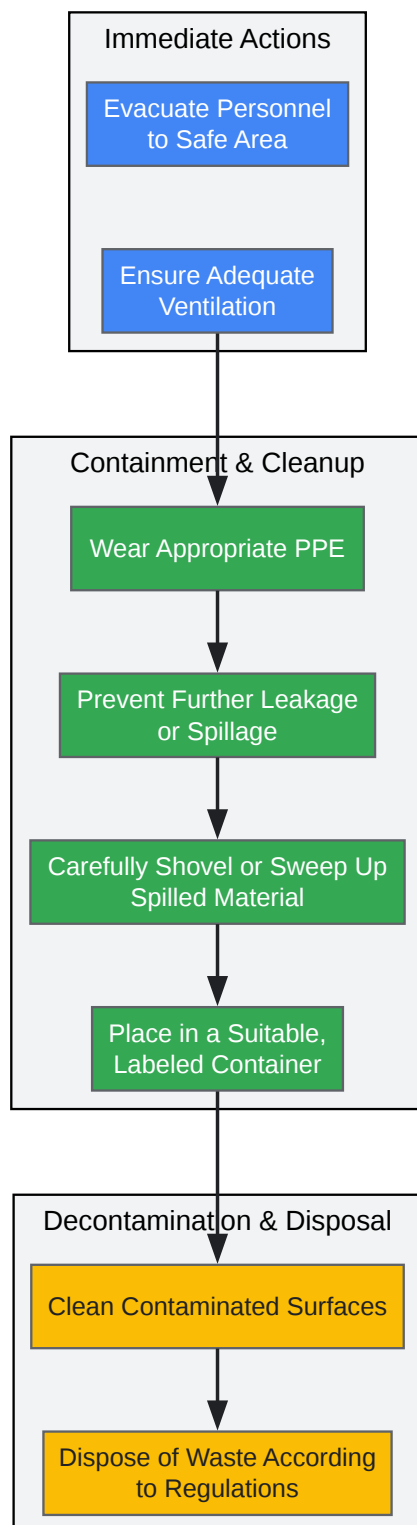 Immediate Actions
Evacuate Personnel
to Safe Area
Ensure Adequate
Ventilation
Containment & Cleanup
Wear Appropriate PPE
Prevent Further Leakage
or Spillage
Carefully Shovel or Sweep Up
Spilled Material
Place in a Suitable,
Labeled Container
Decontamination & Disposal
Clean Contaminated Surfaces
Dispose of Waste According
to Regulations